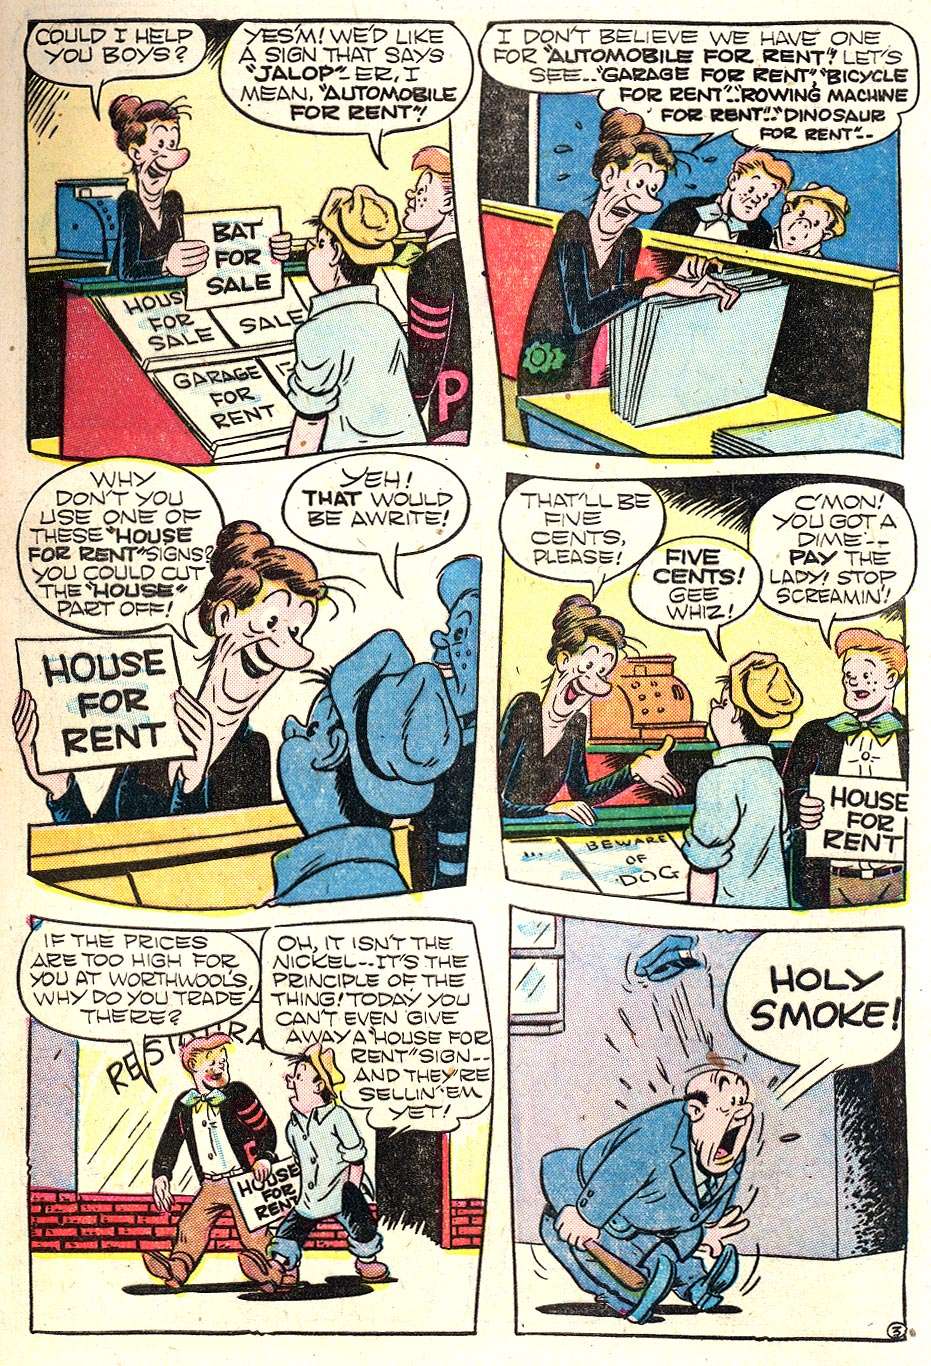 COULD I HELP
YOU BOYS?
YES'M! WE'D LIKE
A SIGN THAT SAYS
"JALOP"-- ER, I
MEAN, "AUTOMOBILE
FOR RENT"!
BAT
FOR
SALE
HOUS
FOR
SALE
SALE
GARAGE
FOR
RENT
P
I DON'T BELIEVE WE HAVE ONE
FOR "AUTOMOBILE FOR RENT"! LET'S
SEE--"GARAGE FOR RENT", "BICYCLE
FOR RENT"--"ROWING MACHINE
FOR RENT"--"DINOSAUR
FOR RENT"--
WHY
DON'T YOU
USE ONE OF
THESE "HOUSE
FOR RENT" SIGNS?
YOU COULD CUT
THE "HOUSE"
PART OFF!
YEH!
THAT WOULD
BE AWRITE!
HOUSE
FOR
RENT
THAT'LL BE
FIVE
CENTS,
PLEASE!
FIVE
CENTS!
GEE
WHIZ!
C'MON!
YOU GOT A
DIME--
PAY THE
LADY! STOP
SCREAMIN'!
HOUSE
FOR
RENT
BEWARE
OF
DOG
IF THE PRICES
ARE TOO HIGH FOR
YOU AT WORTHWOOL'S,
WHY DO YOU TRADE
THERE?
OH, IT ISN'T THE
NICKEL--IT'S THE
PRINCIPLE OF THE
THING! TODAY YOU
CAN'T EVEN GIVE
AWAY A "HOUSE FOR
RENT" SIGN--
AND THEY'RE
SELLIN' 'EM
YET!
RESTAURA
HOUSE
FOR
RENT
HOLY
SMOKE!
3